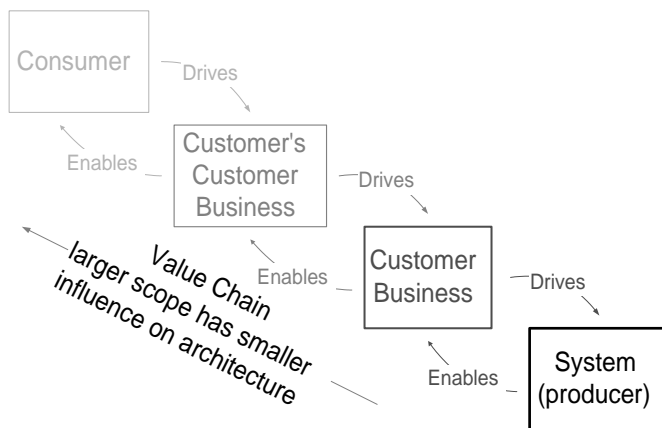 Consumer
Drives
Enables
Customer's
Customer
Business
Drives
Enables
Customer
Business
Drives
Enables
System
(producer)
Value Chain
larger scope has smaller
influence on architecture